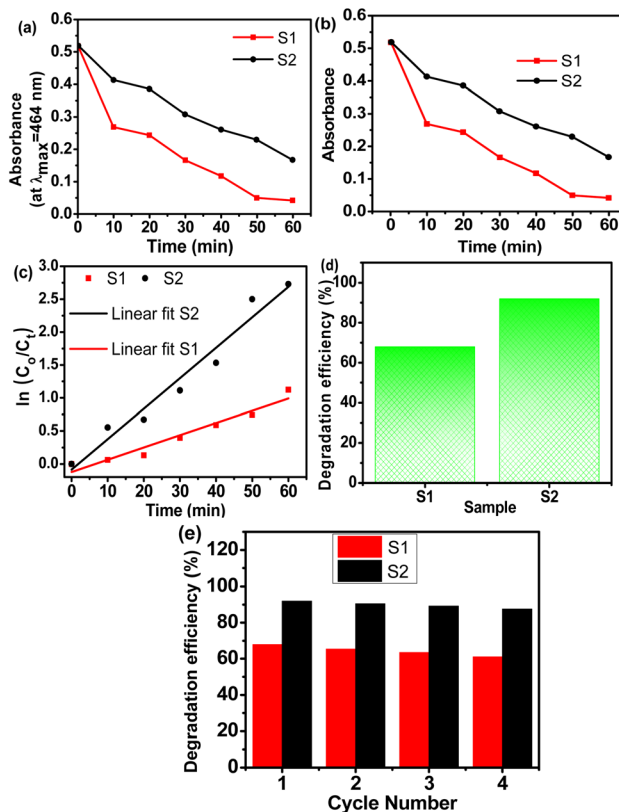 (a)
S1
S2
Absorbance
(at λmax=464 nm)
0.6
0.5
0.4
0.3
0.2
0.1
0.0
0 10 20 30 40 50 60
Time (min)
(b)
S1
S2
Absorbance
0.6
0.5
0.4
0.3
0.2
0.1
0.0
0 10 20 30 40 50 60
Time (min)
(c)
S1 S2
Linear fit S2
Linear fit S1
ln (Co/Ct)
3.0
2.5
2.0
1.5
1.0
0.5
0.0
0 10 20 30 40 50 60
Time (min)
(d)
Degradation efficiency (%)
100
80
60
40
20
0
S1 S2
Sample
(e)
S1
S2
Degradation efficiency (%)
120
100
80
60
40
20
0
1 2 3 4
Cycle Number